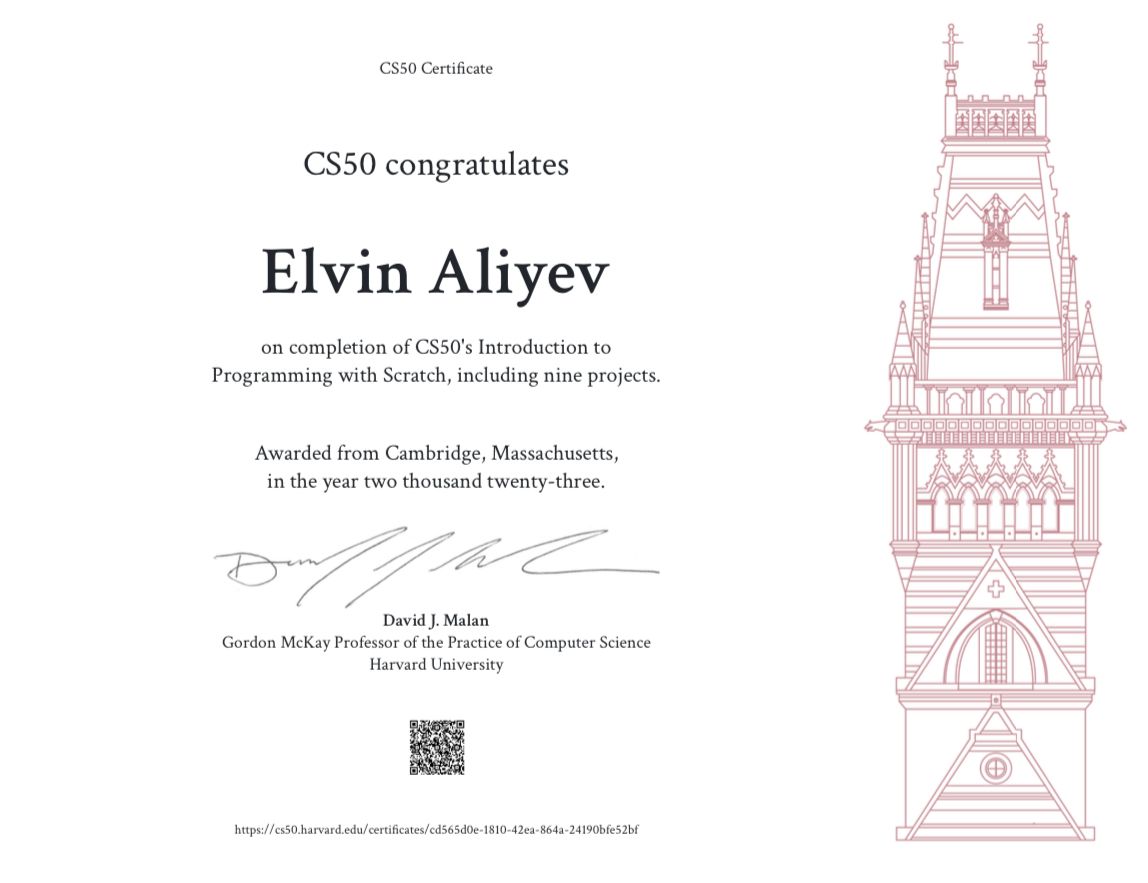 CS50 Certificate
CS50 congratulates
Elvin Aliyev
on completion of CS50's Introduction to
Programming with Scratch, including nine projects.
Awarded from Cambridge, Massachusetts,
in the year two thousand twenty-three.
David J. Malan
Gordon McKay Professor of the Practice of Computer Science
Harvard University
https://cs50.harvard.edu/certificates/cd565d0e-1810-42ea-864a-24190bfe52bf